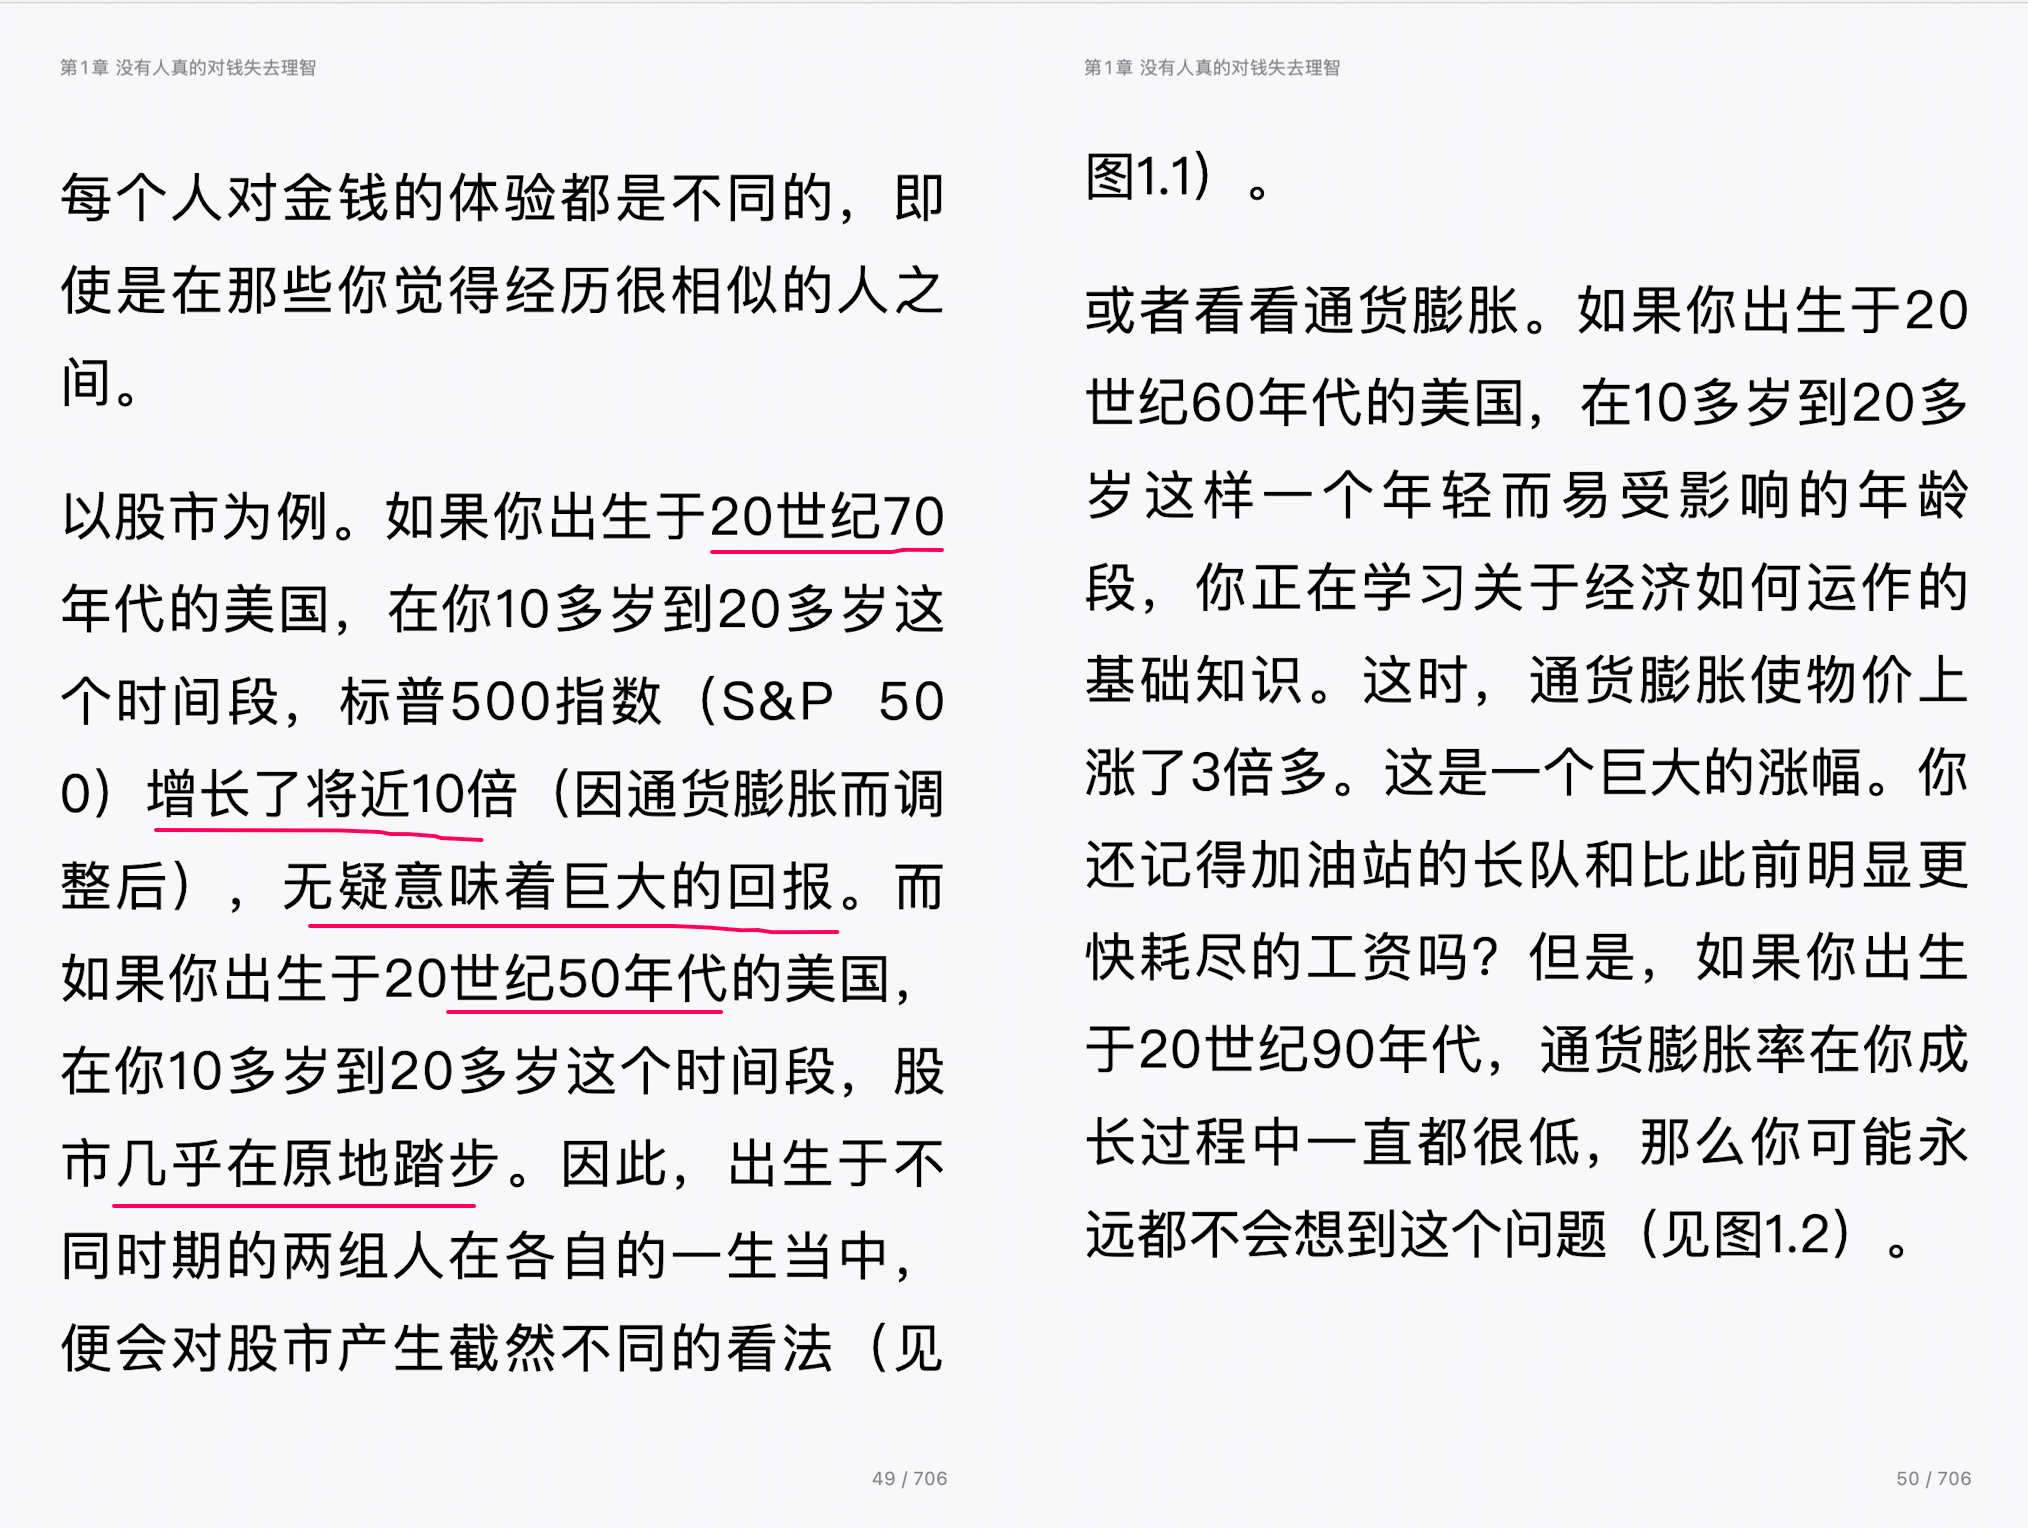 第1章 没有人真的对钱失去理智
每个人对金钱的体验都是不同的，即
使是在那些你觉得经历很相似的人之
间。
以股市为例。如果你出生于20世纪70
年代的美国，在你10多岁到20多岁这
个时间段，标普500指数（S&P 50
0）增长了将近10倍（因通货膨胀而调
整后），无疑意味着巨大的回报。而
如果你出生于20世纪50年代的美国，
在你10多岁到20多岁这个时间段，股
市几乎在原地踏步。因此，出生于不
同时期的两组人在各自的一生当中，
便会对股市产生截然不同的看法（见
49 / 706
第1章 没有人真的对钱失去理智
图1.1）。
或者看看通货膨胀。如果你出生于20
世纪60年代的美国，在10多岁到20多
岁这样一个年轻而易受影响的年龄
段，你正在学习关于经济如何运作的
基础知识。这时，通货膨胀使物价上
涨了3倍多。这是一个巨大的涨幅。你
还记得加油站的长队和比此前明显更
快耗尽的工资吗？但是，如果你出生
于20世纪90年代，通货膨胀率在你成
长过程中一直都很低，那么你可能永
远都不会想到这个问题（见图1.2）。
50 / 706